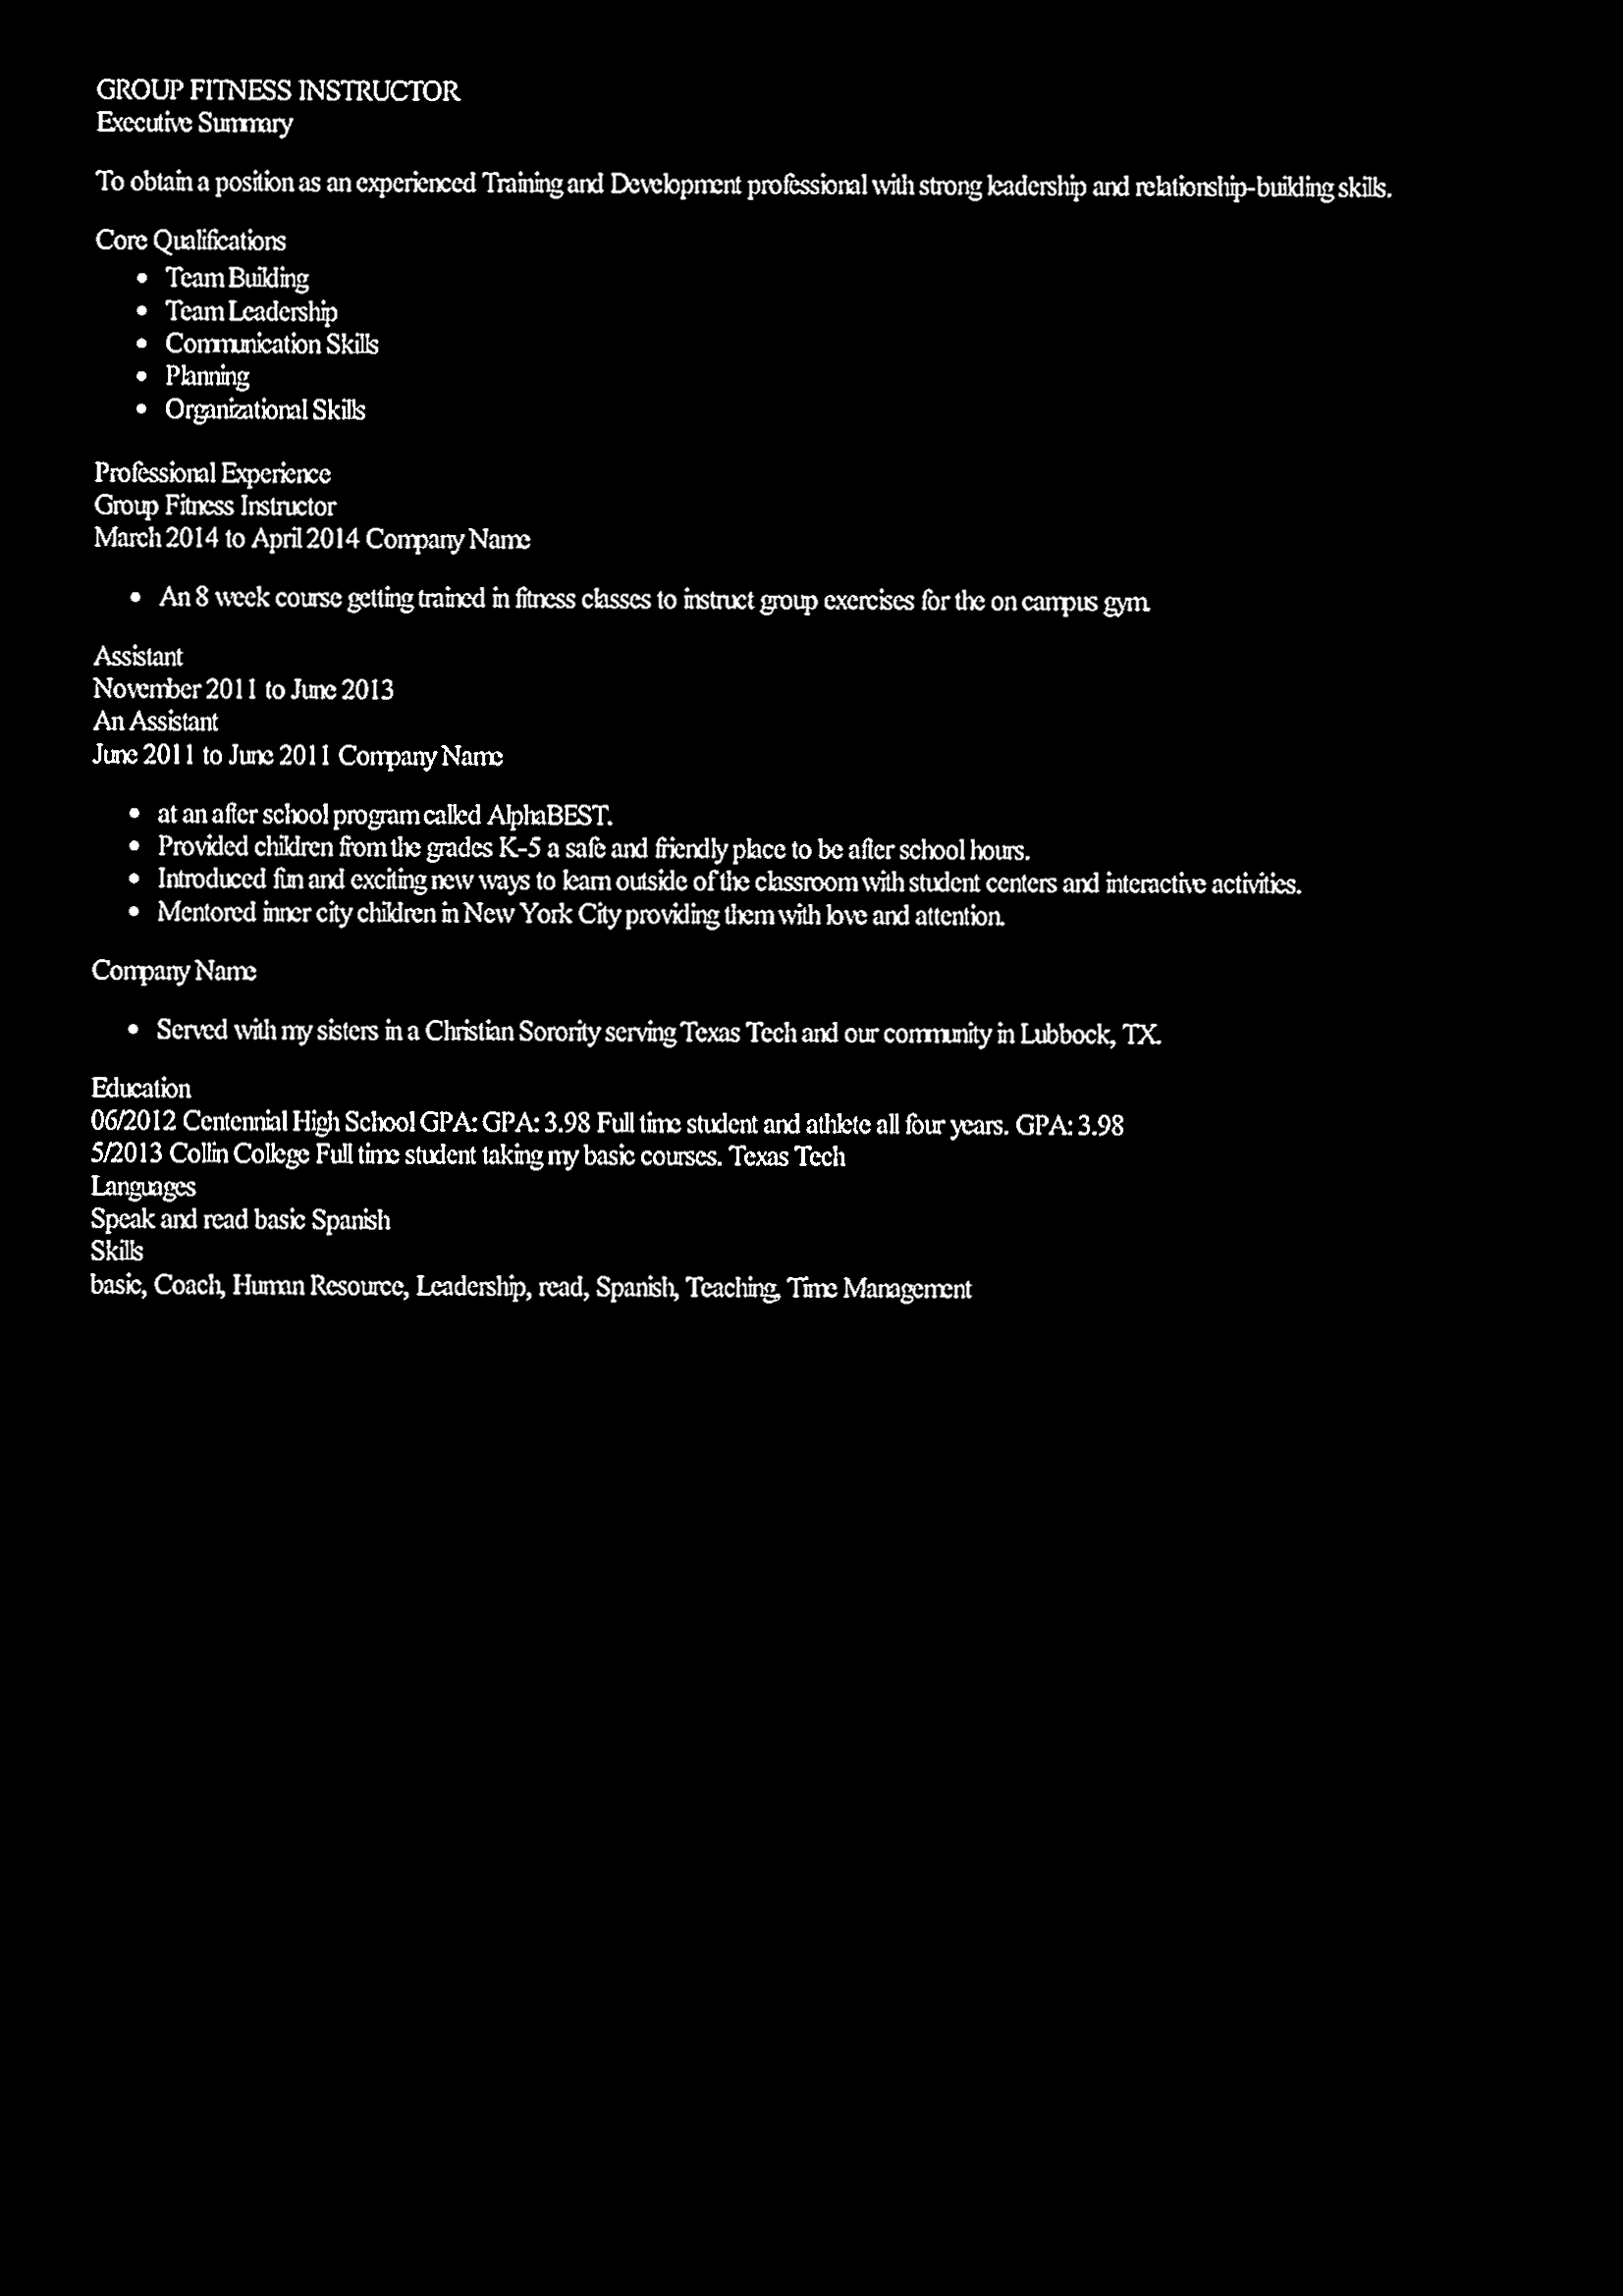 GROUP FITNESS INSTRUCTOR
Executive Summary
To obtain a position as an experienced Training and Development professional with strong leadership and relationship-building skills.
Core Qualifications
• Team Building
• Team Leadership
• Communication Skills
• Planning
• Organizational Skills
Professional Experience
Group Fitness Instructor
March 2014 to April 2014 Company Name
• An 8 week course getting trained in fitness classes to instruct group exercises for the on campus gym.
Assistant
November 2011 to June 2013
An Assistant
June 2011 to June 2011 Company Name
• at an after school program called AlphaBEST.
• Provided children from the grades K-5 a safe and friendly place to be after school hours.
• Introduced fun and exciting new ways to learn outside of the classroom with student centers and interactive activities.
• Mentored inner city children in New York City providing them with love and attention.
Company Name
• Served with my sisters in a Christian Sorority serving Texas Tech and our community in Lubbock, TX.
Education
06/2012 Centennial High School GPA: GPA: 3.98 Full time student and athlete all four years. GPA: 3.98
5/2013 Collin College Full time student taking my basic courses. Texas Tech
Languages
Speak and read basic Spanish
Skills
basic, Coach, Human Resource, Leadership, read, Spanish, Teaching, Time Management